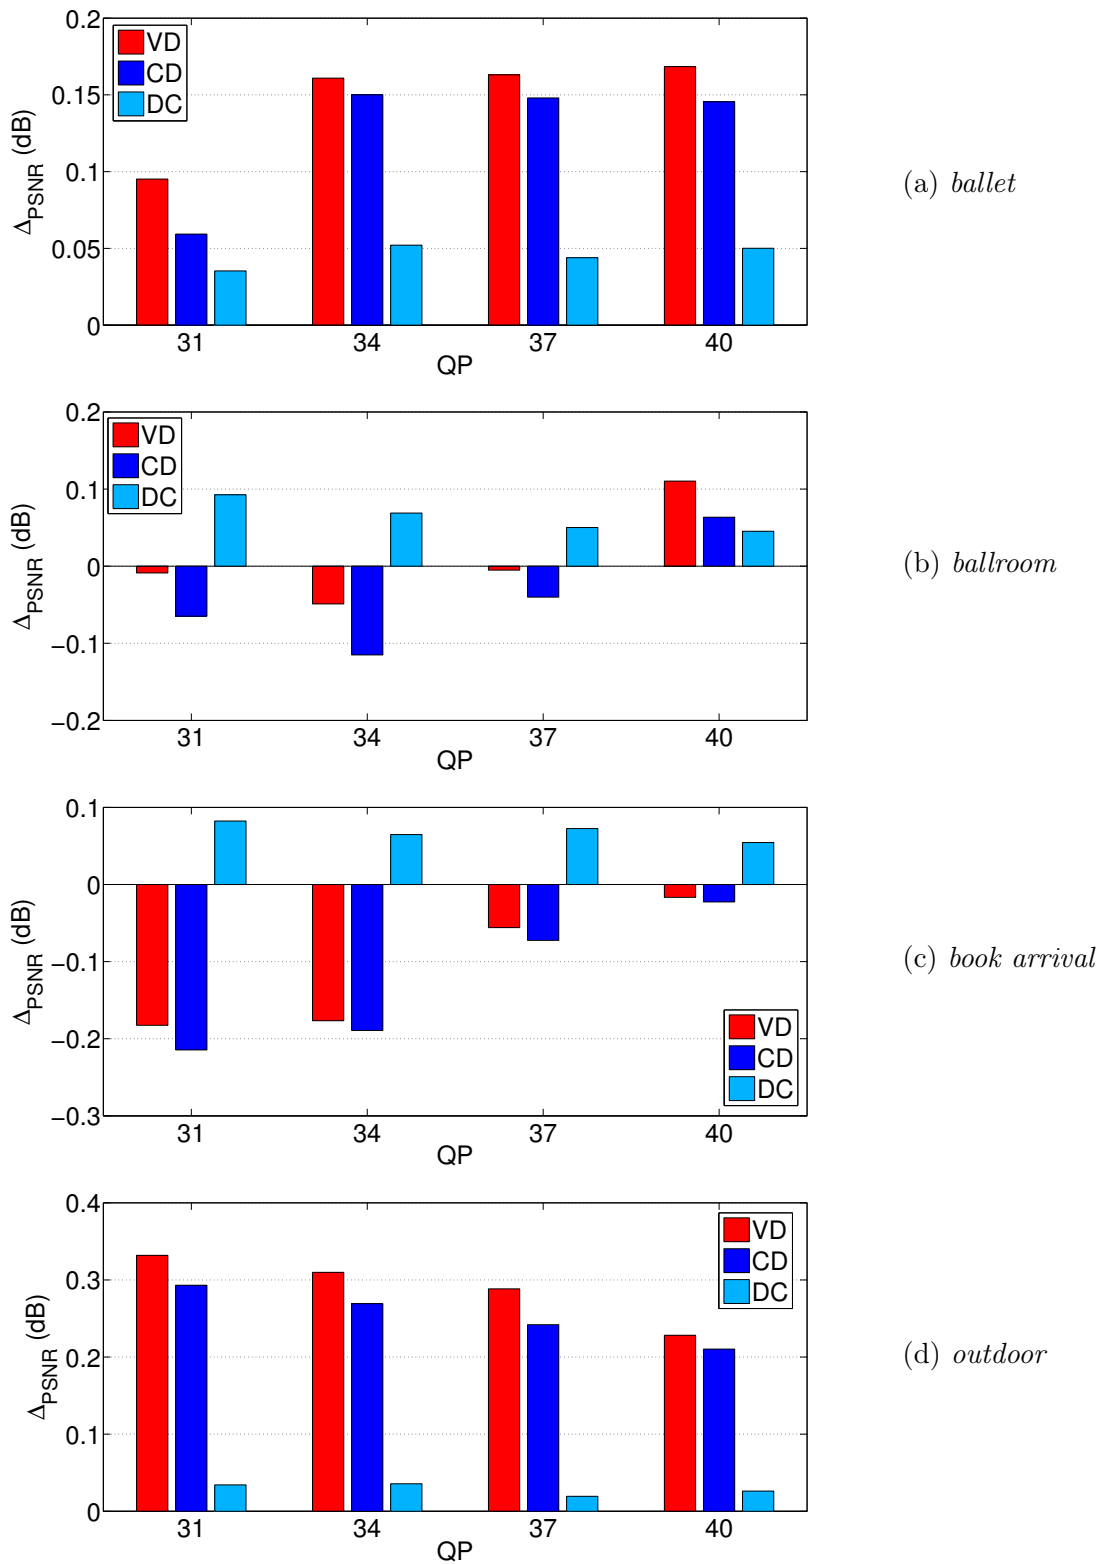 0.2
0.15
0.1
0.05
0
Δ_PSNR (dB)
VD
CD
DC
31 34 37 40
QP
(a) ballet
0.2
0.1
0
−0.1
−0.2
Δ_PSNR (dB)
VD
CD
DC
31 34 37 40
QP
(b) ballroom
0.1
0
−0.1
−0.2
−0.3
Δ_PSNR (dB)
VD
CD
DC
31 34 37 40
QP
(c) book arrival
0.4
0.3
0.2
0.1
0
Δ_PSNR (dB)
VD
CD
DC
31 34 37 40
QP
(d) outdoor